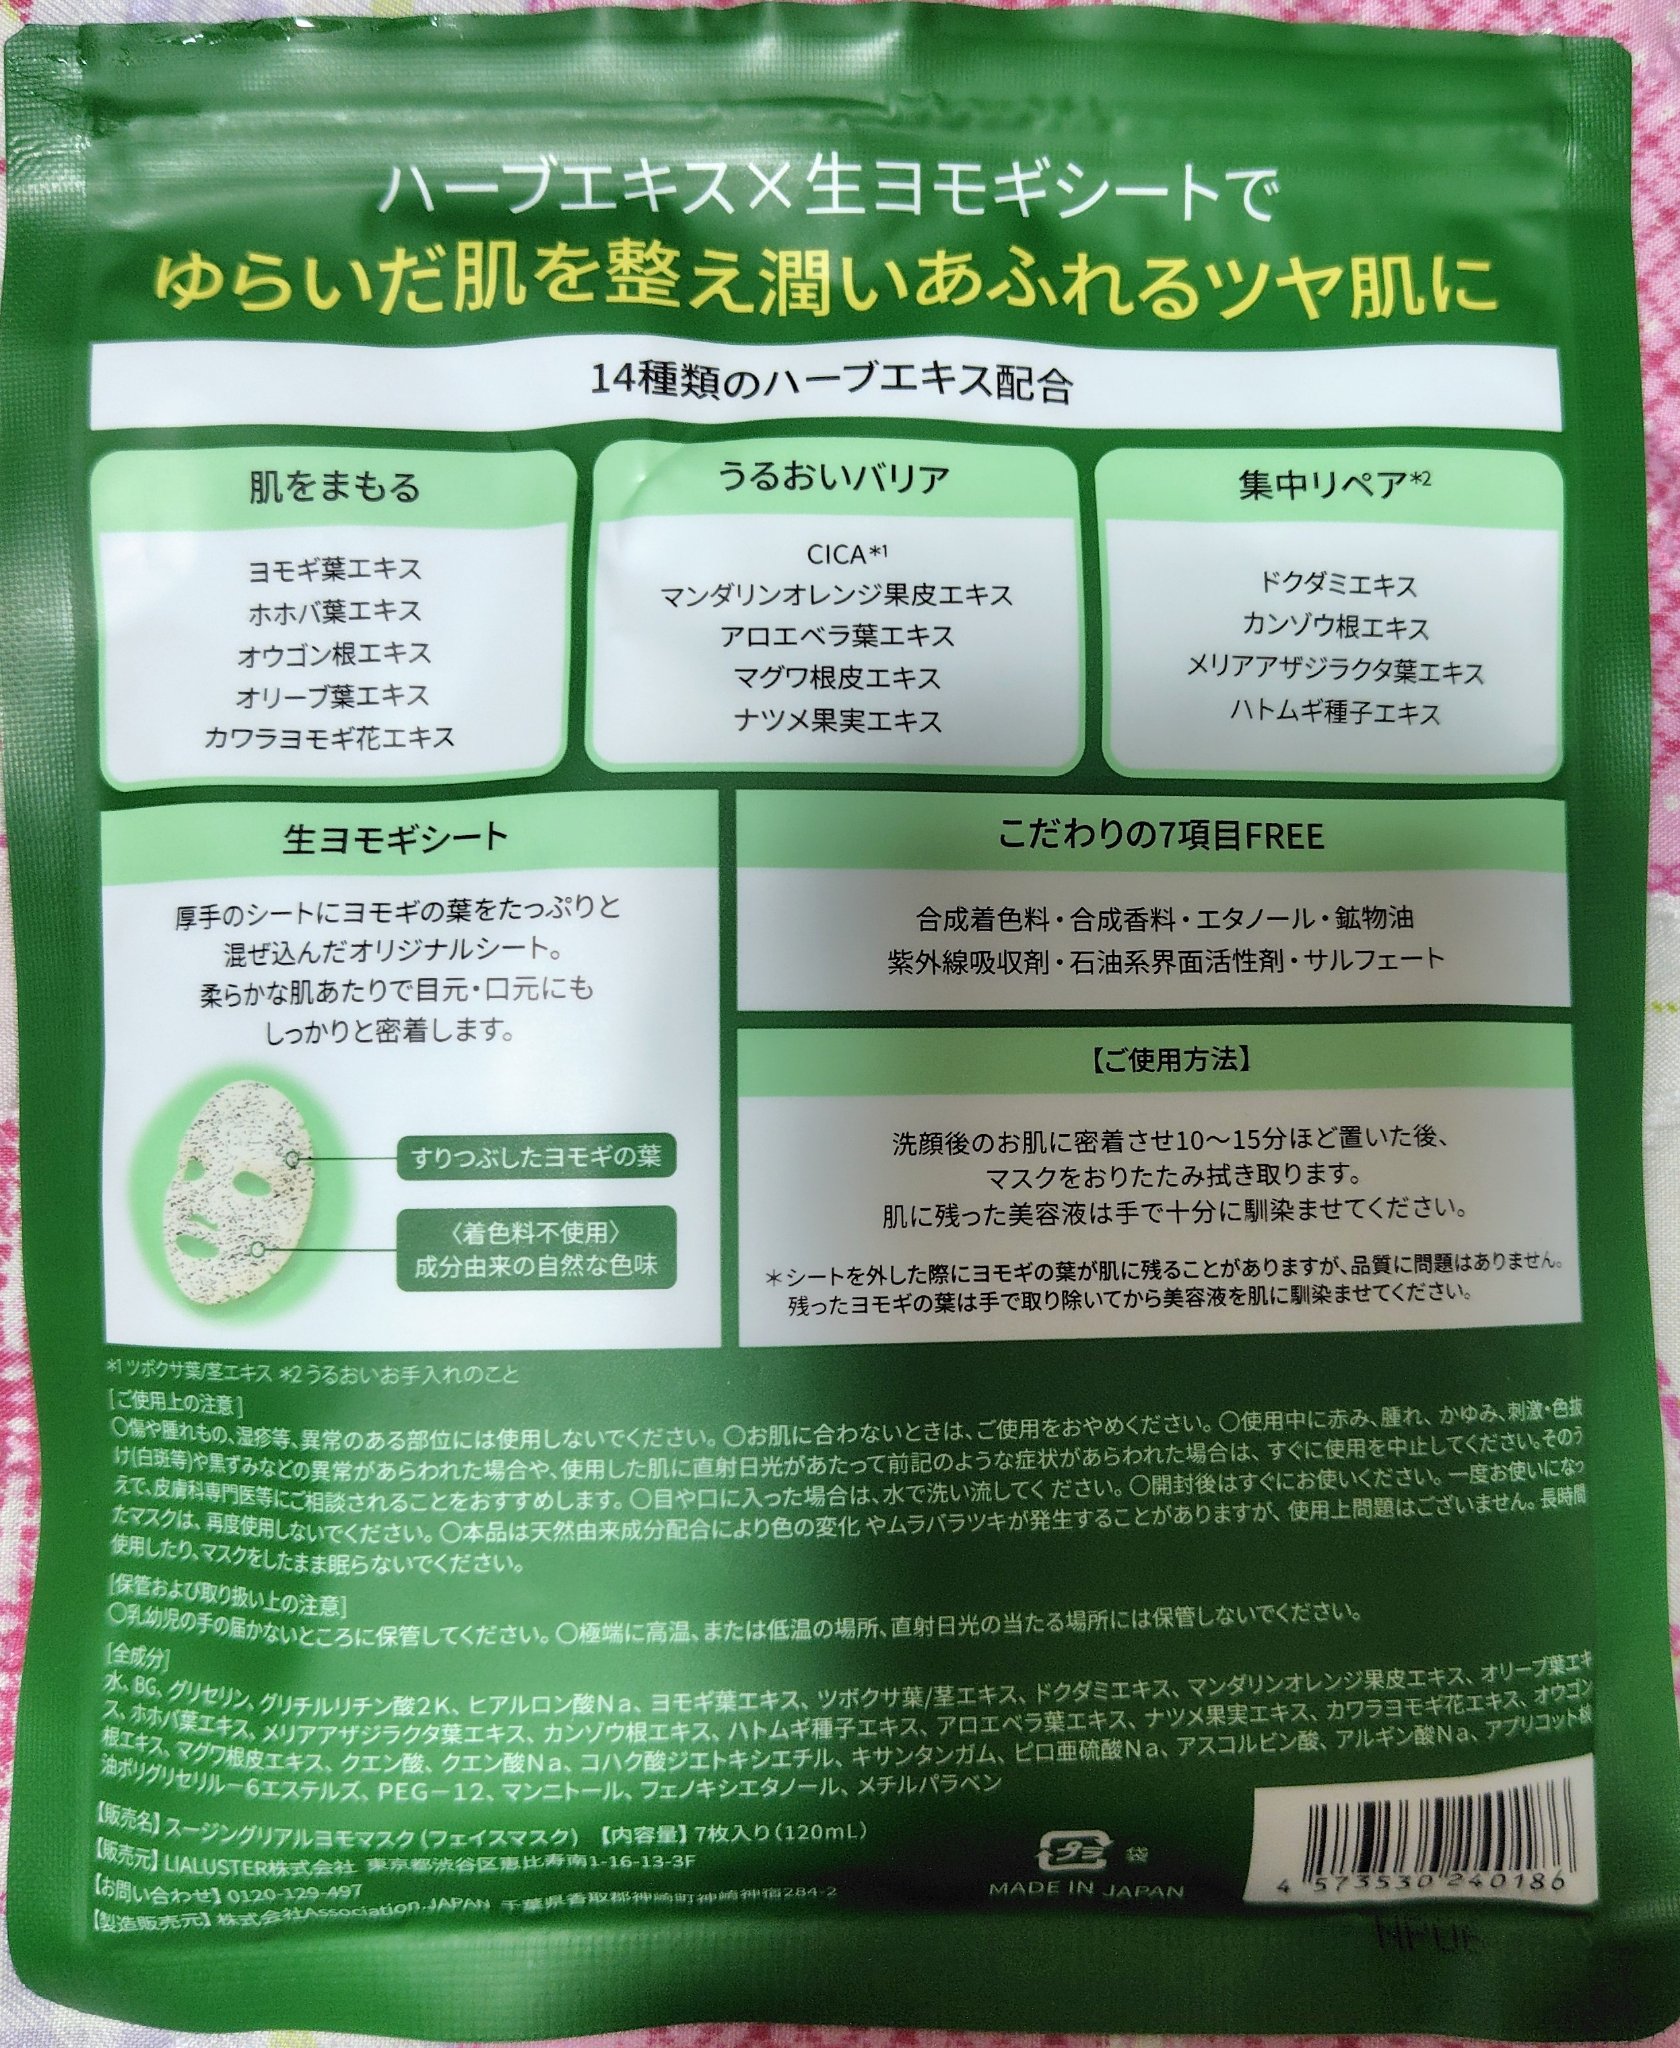 ハーブエキス×生ヨモギシートで
ゆらいだ肌を整え潤いあふれるツヤ肌に
14種類のハーブエキス配合
肌をまもる
ヨモギ葉エキス
ホホバ葉エキス
オウゴン根エキス
オリーブ葉エキス
カワラヨモギ花エキス
うるおいバリア
CICA*1
マンダリンオレンジ果皮エキス
アロエベラ葉エキス
マグワ根皮エキス
ナツメ果実エキス
集中リペア*2
ドクダミエキス
カンゾウ根エキス
メリアアザジラクタ葉エキス
ハトムギ種子エキス
生ヨモギシート
厚手のシートにヨモギの葉をたっぷりと
混ぜ込んだオリジナルシート。
柔らかな肌あたりで目元・口元にも
しっかりと密着します。
すりつぶしたヨモギの葉
〈着色料不使用〉
成分由来の自然な色味
こだわりの7項目FREE
合成着色料・合成香料・エタノール・鉱物油
紫外線吸収剤・石油系界面活性剤・サルフェート
【ご使用方法】
洗顔後のお肌に密着させ10～15分ほど置いた後、
マスクをおりたたみ拭き取ります。
肌に残った美容液は手で十分に馴染ませてください。
＊シートを外した際にヨモギの葉が肌に残ることがありますが、品質に問題はありません。
残ったヨモギの葉は手で取り除いてから美容液を肌に馴染ませてください。
*1 ツボクサ葉/茎エキス *2 うるおいお手入れのこと
[ご使用上の注意]
○傷や腫れもの、湿疹等、異常のある部位には使用しないでください。○お肌に合わないときは、ご使用をおやめください。○使用中に赤み、腫れ、かゆみ、刺激・色抜
け(白斑等)や黒ずみなどの異常があらわれた場合や、使用した肌に直射日光があたって前記のような症状があらわれた場合は、すぐに使用を中止してください。そのう
えで、皮膚科専門医等にご相談されることをおすすめします。○目や口に入った場合は、水で洗い流してください。○開封後はすぐにお使いください。一度お使いになっ
たマスクは、再度使用しないでください。○本品は天然由来成分配合により色の変化やムラバラツキが発生することがありますが、使用上問題はございません。長時間
使用したり、マスクをしたまま眠らないでください。
[保管および取り扱い上の注意]
○乳幼児の手の届かないところに保管してください。○極端に高温、または低温の場所、直射日光の当たる場所には保管しないでください。
[全成分]
水、BG、グリセリン、グリチルリチン酸2K、ヒアルロン酸Na、ヨモギ葉エキス、ツボクサ葉/茎エキス、ドクダミエキス、マンダリンオレンジ果皮エキス、オリーブ葉エキ
ス、ホホバ葉エキス、メリアアザジラクタ葉エキス、カンゾウ根エキス、ハトムギ種子エキス、アロエベラ葉エキス、ナツメ果実エキス、カワラヨモギ花エキス、オウゴン
根エキス、マグワ根皮エキス、クエン酸、クエン酸Na、コハク酸ジエトキシエチル、キサンタンガム、ピロ亜硫酸Na、アスコルビン酸、アルギン酸Na、アプリコット核
油ポリグリセリル－6エステルズ、PEG－12、マンニトール、フェノキシエタノール、メチルパラベン
【販売名】スージングリアルヨモマスク (フェイスマスク) 【内容量】7枚入り(120mL)
【販売元】LIALUSTER株式会社 東京都渋谷区恵比寿南1-16-13-3F
【お問い合わせ】0120-129-497
【製造販売元】株式会社Association.JAPAN 千葉県香取郡神崎町神崎神宿284-2
プラ 袋
MADE IN JAPAN
4 573530 240186